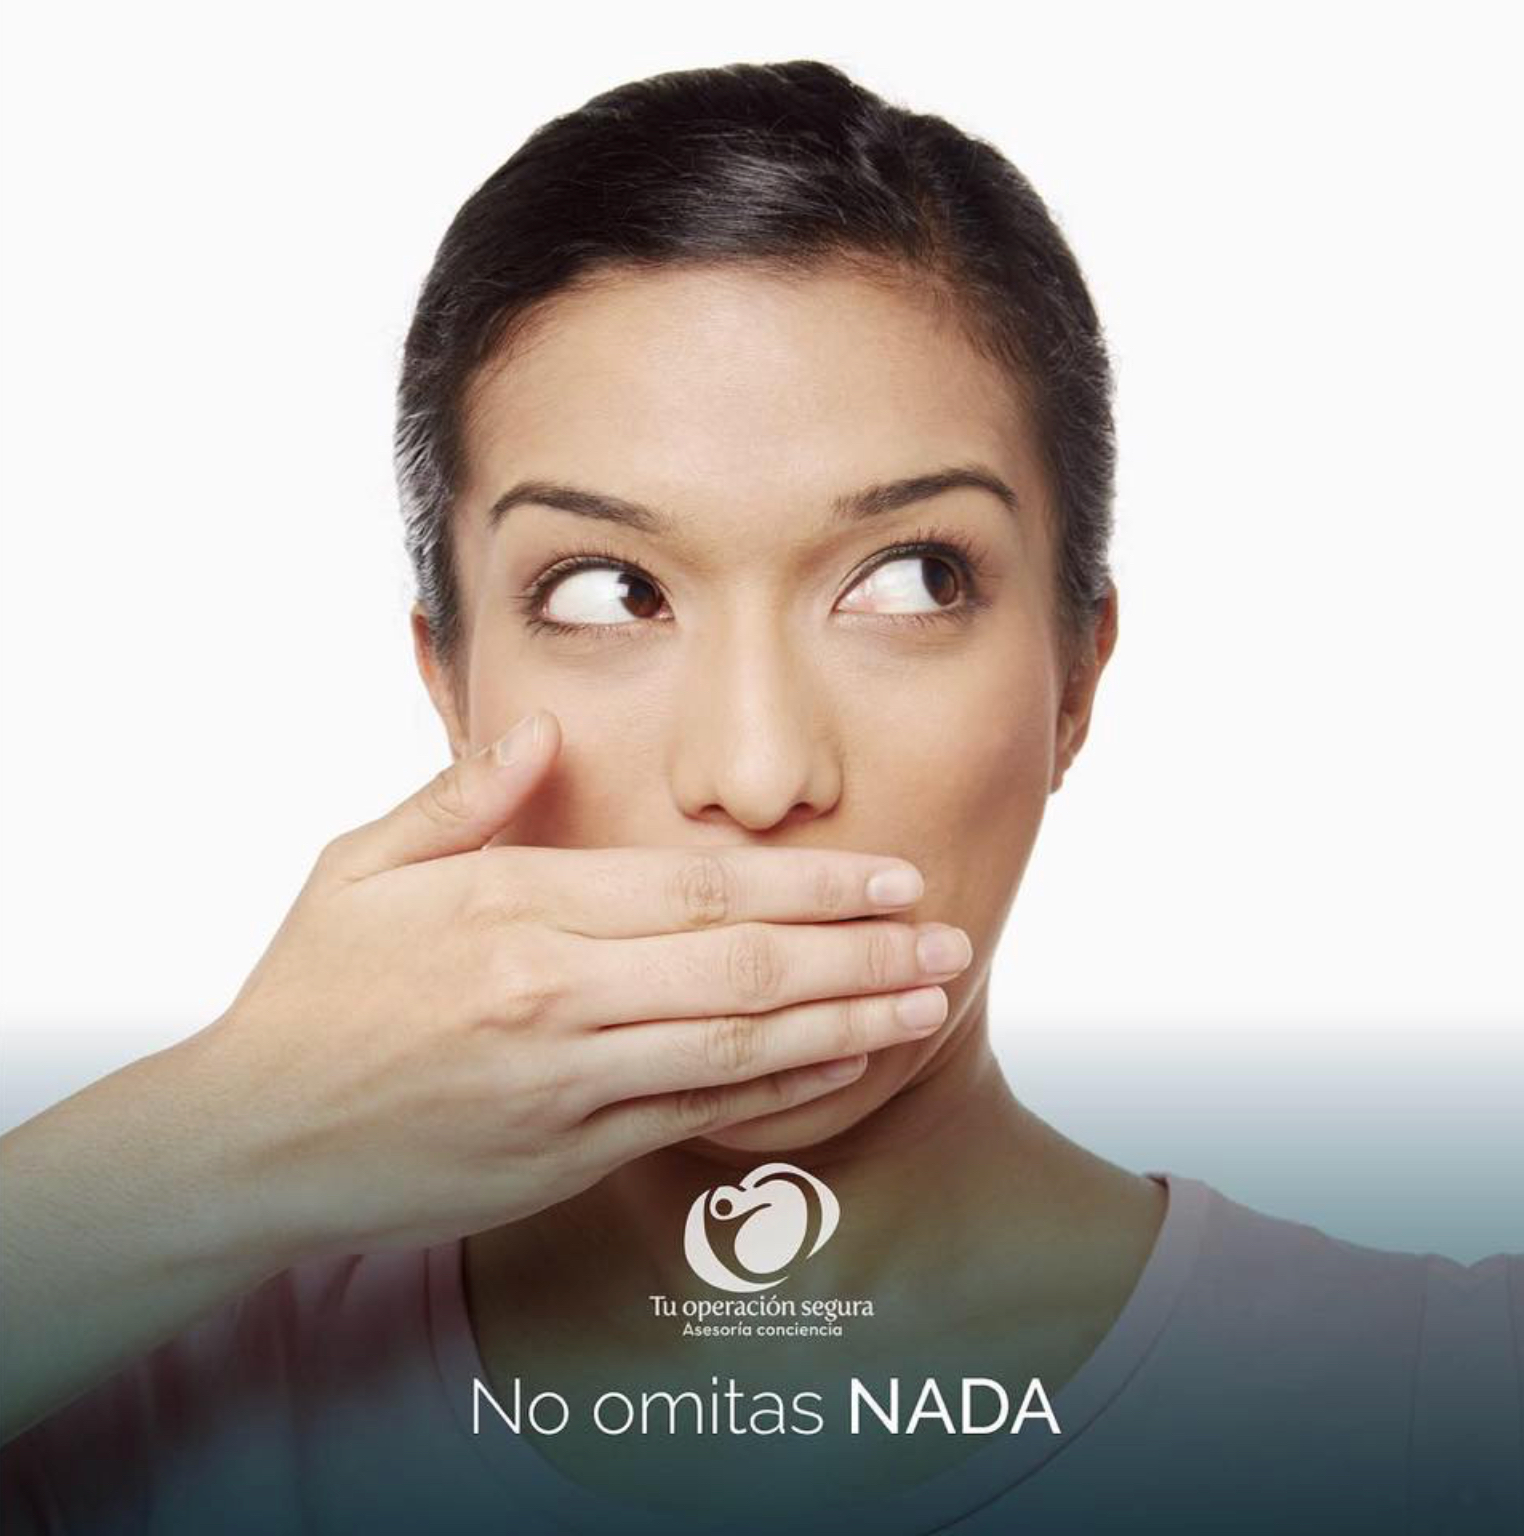 Tu operación segura
Asesoría conciencia
No omitas NADA